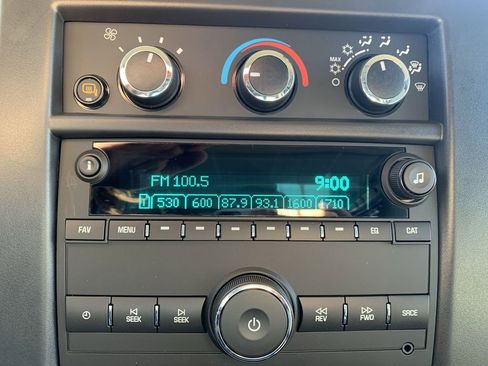 MAX
FM 100.5 9:00
1 530 600 87.9 93.1 1600 1710
FAV MENU EQ CAT
SEEK SEEK REV FWD SRCE